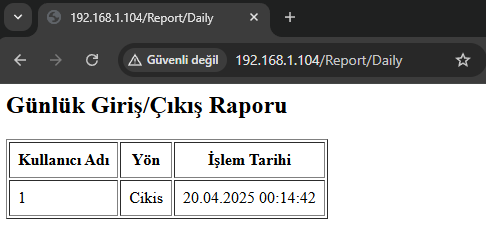 192.168.1.104/Report/Daily
Güvenli değil 192.168.1.104/Report/Daily
Günlük Giriş/Çıkış Raporu
Kullanıcı Adı Yön İşlem Tarihi
1 Cikis 20.04.2025 00:14:42